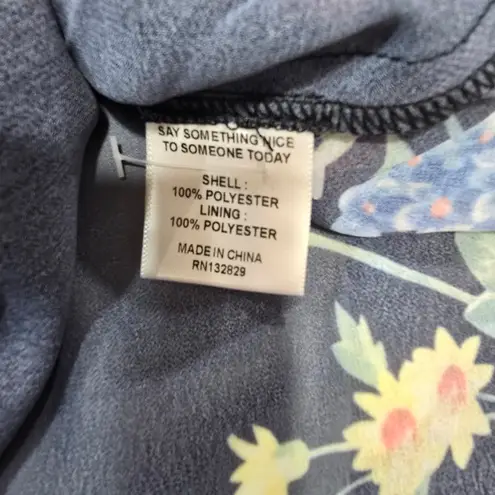 SAY SOMETHING NICE
TO SOMEONE TODAY
SHELL :
100% POLYESTER
LINING :
100% POLYESTER
MADE IN CHINA
RN132829